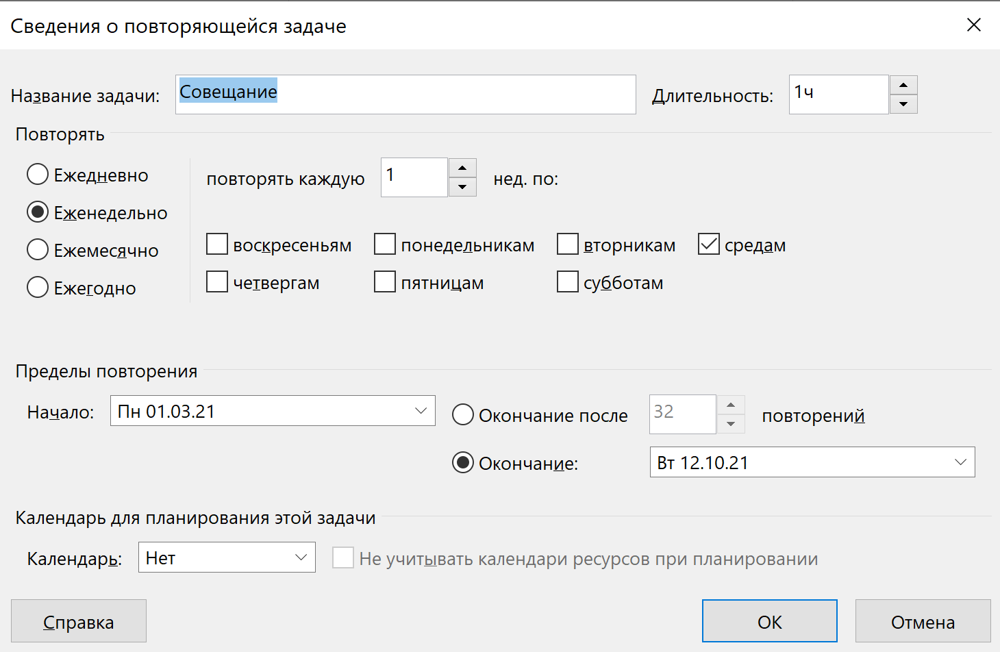 Сведения о повторяющейся задаче
Название задачи: Совещание Длительность: 1ч
Повторять
Ежедневно
Еженедельно
Ежемесячно
Ежегодно
повторять каждую 1 нед. по:
воскресеньям понедельникам вторникам средам
четвергам пятницам субботам
Пределы повторения
Начало: Пн 01.03.21 Окончание после 32 повторений
Окончание: Вт 12.10.21
Календарь для планирования этой задачи
Календарь: Нет Не учитывать календари ресурсов при планировании
Справка ОК Отмена